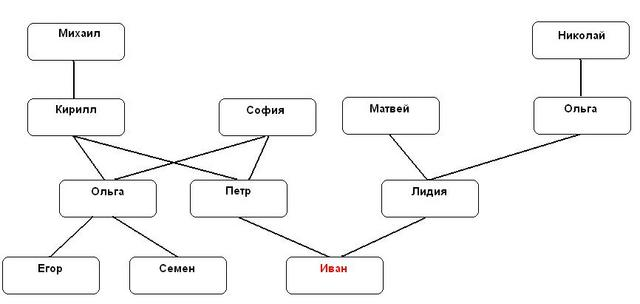 Михаил
Николай
Кирилл
София
Матвей
Ольга
Ольга
Петр
Лидия
Егор
Семен
Иван